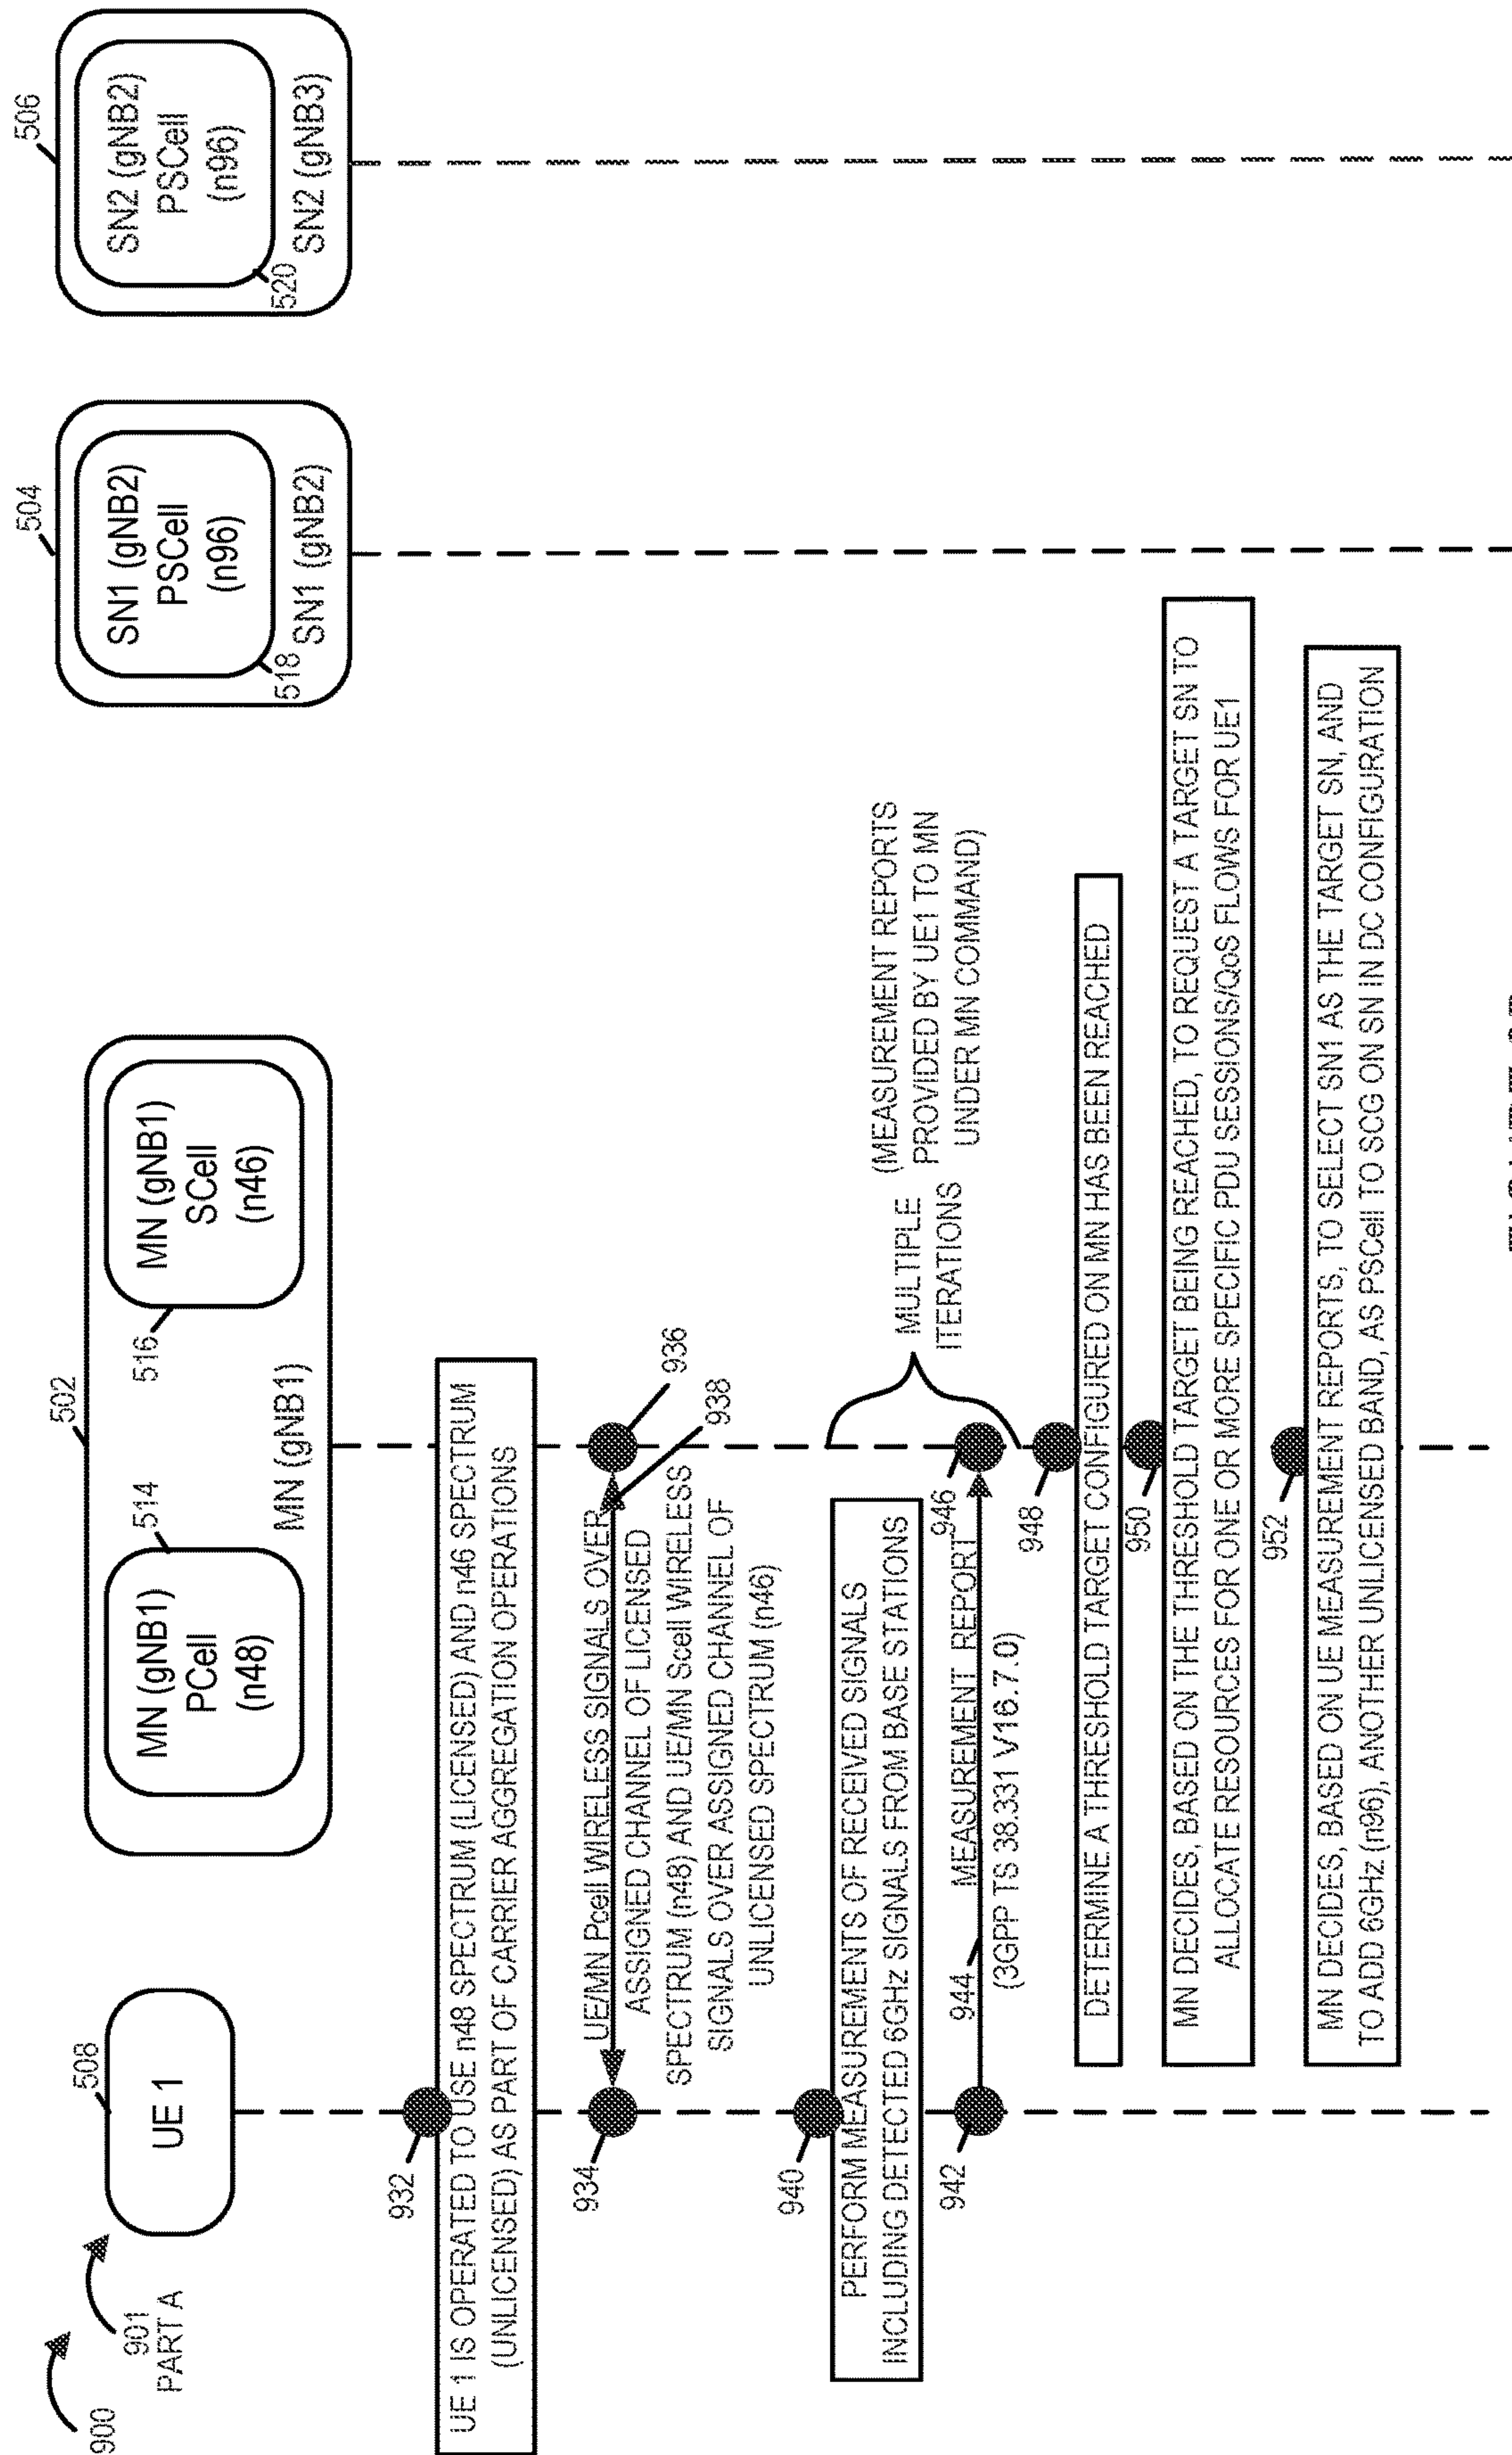 900
901
PART A
508
UE 1
502
514
MN (gNB1)
PCell
(n48)
516
MN (gNB1)
SCell
(n46)
MN (gNB1)
504
SN1 (gNB2)
PSCell
(n96)
518
SN1 (gNB2)
506
SN2 (gNB2)
PSCell
(n96)
520
SN2 (gNB3)
932
UE 1 IS OPERATED TO USE n48 SPECTRUM (LICENSED) AND n46 SPECTRUM
(UNLICENSED) AS PART OF CARRIER AGGREGATION OPERATIONS
934
936
938
UE/MN Pcell WIRELESS SIGNALS OVER
ASSIGNED CHANNEL OF LICENSED
SPECTRUM (n48) AND UE/MN Scell WIRELESS
SIGNALS OVER ASSIGNED CHANNEL OF
UNLICENSED SPECTRUM (n46)
940
PERFORM MEASUREMENTS OF RECEIVED SIGNALS
INCLUDING DETECTED 6GHz SIGNALS FROM BASE STATIONS
MULTIPLE
ITERATIONS
(MEASUREMENT REPORTS
PROVIDED BY UE1 TO MN
UNDER MN COMMAND)
942
944
MEASUREMENT REPORT
946
(3GPP TS 38.331 V16.7.0)
948
DETERMINE A THRESHOLD TARGET CONFIGURED ON MN HAS BEEN REACHED
950
MN DECIDES, BASED ON THE THRESHOLD TARGET BEING REACHED, TO REQUEST A TARGET SN TO
ALLOCATE RESOURCES FOR ONE OR MORE SPECIFIC PDU SESSIONS/QoS FLOWS FOR UE1
952
MN DECIDES, BASED ON UE MEASUREMENT REPORTS, TO SELECT SN1 AS THE TARGET SN, AND
TO ADD 6GHz (n96), ANOTHER UNLICENSED BAND, AS PSCell TO SCG ON SN IN DC CONFIGURATION